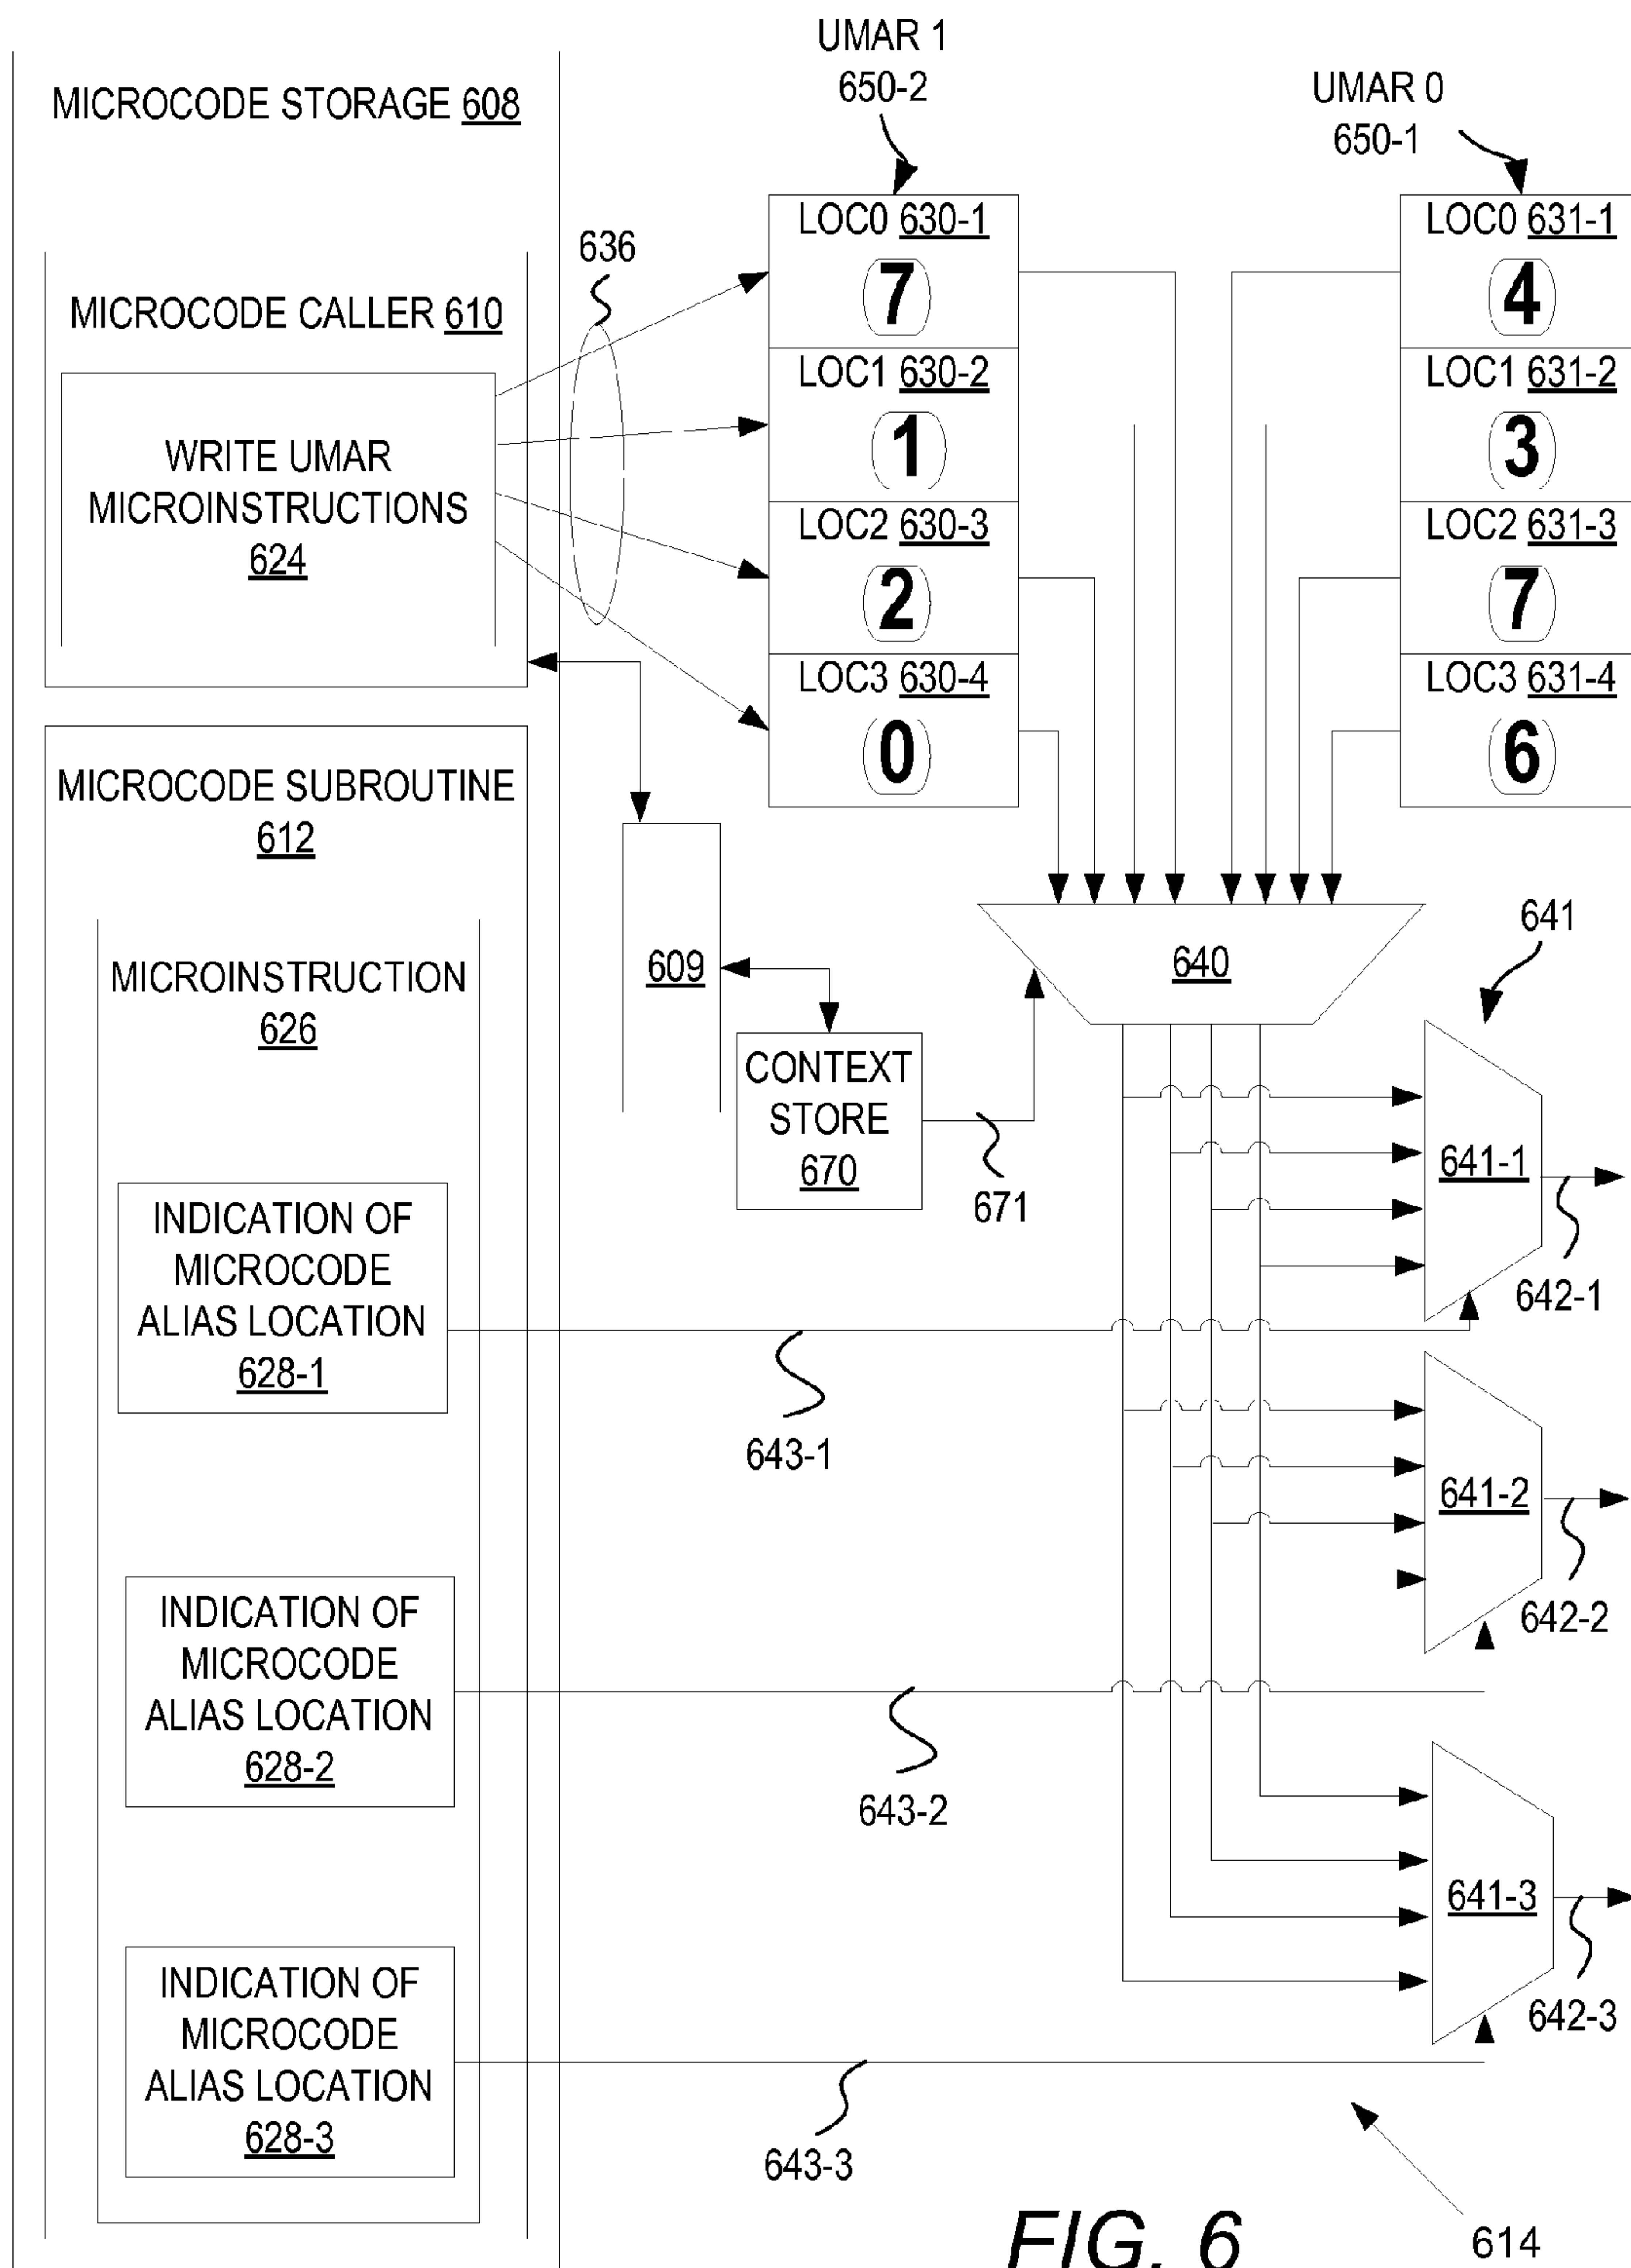 MICROCODE STORAGE 608
MICROCODE CALLER 610
WRITE UMAR
MICROINSTRUCTIONS
624
636
UMAR 1
650-2
LOC0 630-1
(7)
LOC1 630-2
(1)
LOC2 630-3
(2)
LOC3 630-4
(0)
UMAR 0
650-1
LOC0 631-1
(4)
LOC1 631-2
(3)
LOC2 631-3
(7)
LOC3 631-4
(6)
MICROCODE SUBROUTINE
612
MICROINSTRUCTION
626
609
CONTEXT
STORE
670
671
640
641
641-1
642-1
INDICATION OF
MICROCODE
ALIAS LOCATION
628-1
643-1
641-2
642-2
INDICATION OF
MICROCODE
ALIAS LOCATION
628-2
643-2
641-3
642-3
INDICATION OF
MICROCODE
ALIAS LOCATION
628-3
643-3
FIG. 6
614